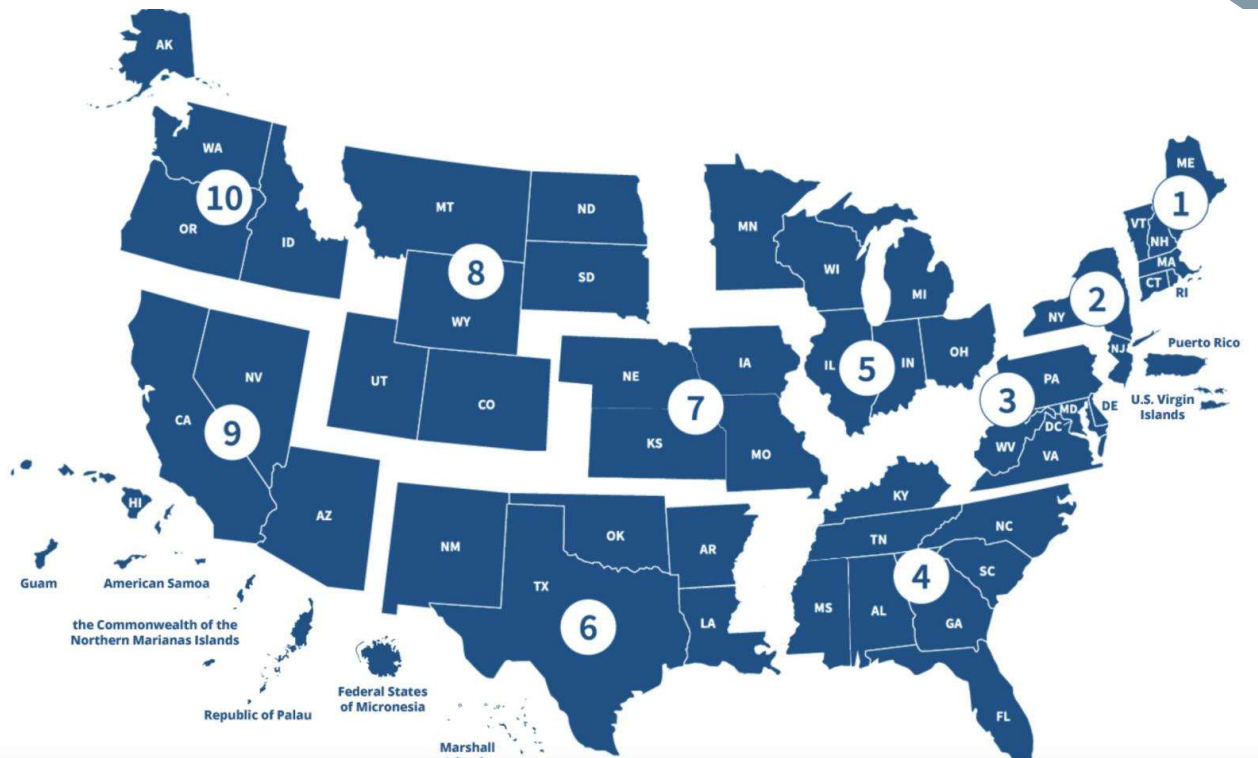 AK
WA
10
OR
ID
MT
ND
8
SD
WY
UT
CO
MN
WI
MI
IL
5
IN
OH
ME
1
VT
NH
MA
CT
RI
2
NY
NJ
Puerto Rico
U.S. Virgin
Islands
3
PA
MD
DE
DC
WV
VA
NE
IA
7
KS
MO
NV
CA
9
AZ
HI
Guam
American Samoa
the Commonwealth of the
Northern Marianas Islands
Republic of Palau
Federal States
of Micronesia
Marshall
NM
OK
AR
TX
6
LA
KY
TN
NC
4
SC
MS
AL
GA
FL